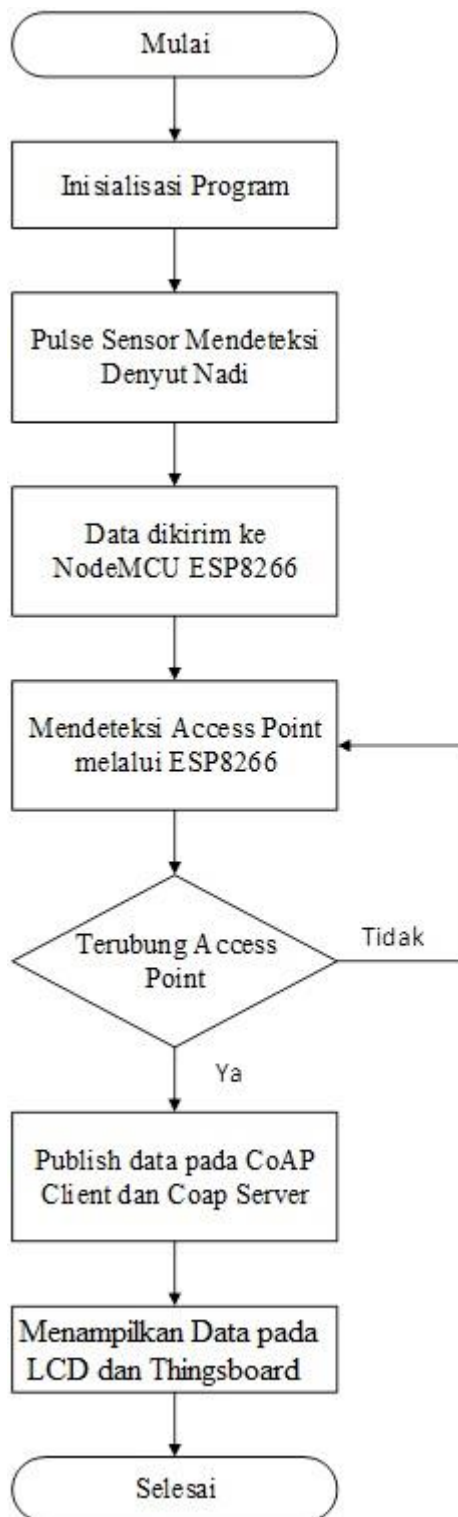 Mulai
Inisialisasi Program
Pulse Sensor Mendeteksi
Denyut Nadi
Data dikirim ke
NodeMCU ESP8266
Mendeteksi Access Point
melalui ESP8266
Terubung Access
Point
Tidak
Ya
Publish data pada CoAP
Client dan Coap Server
Menampilkan Data pada
LCD dan Thingsboard
Selesai